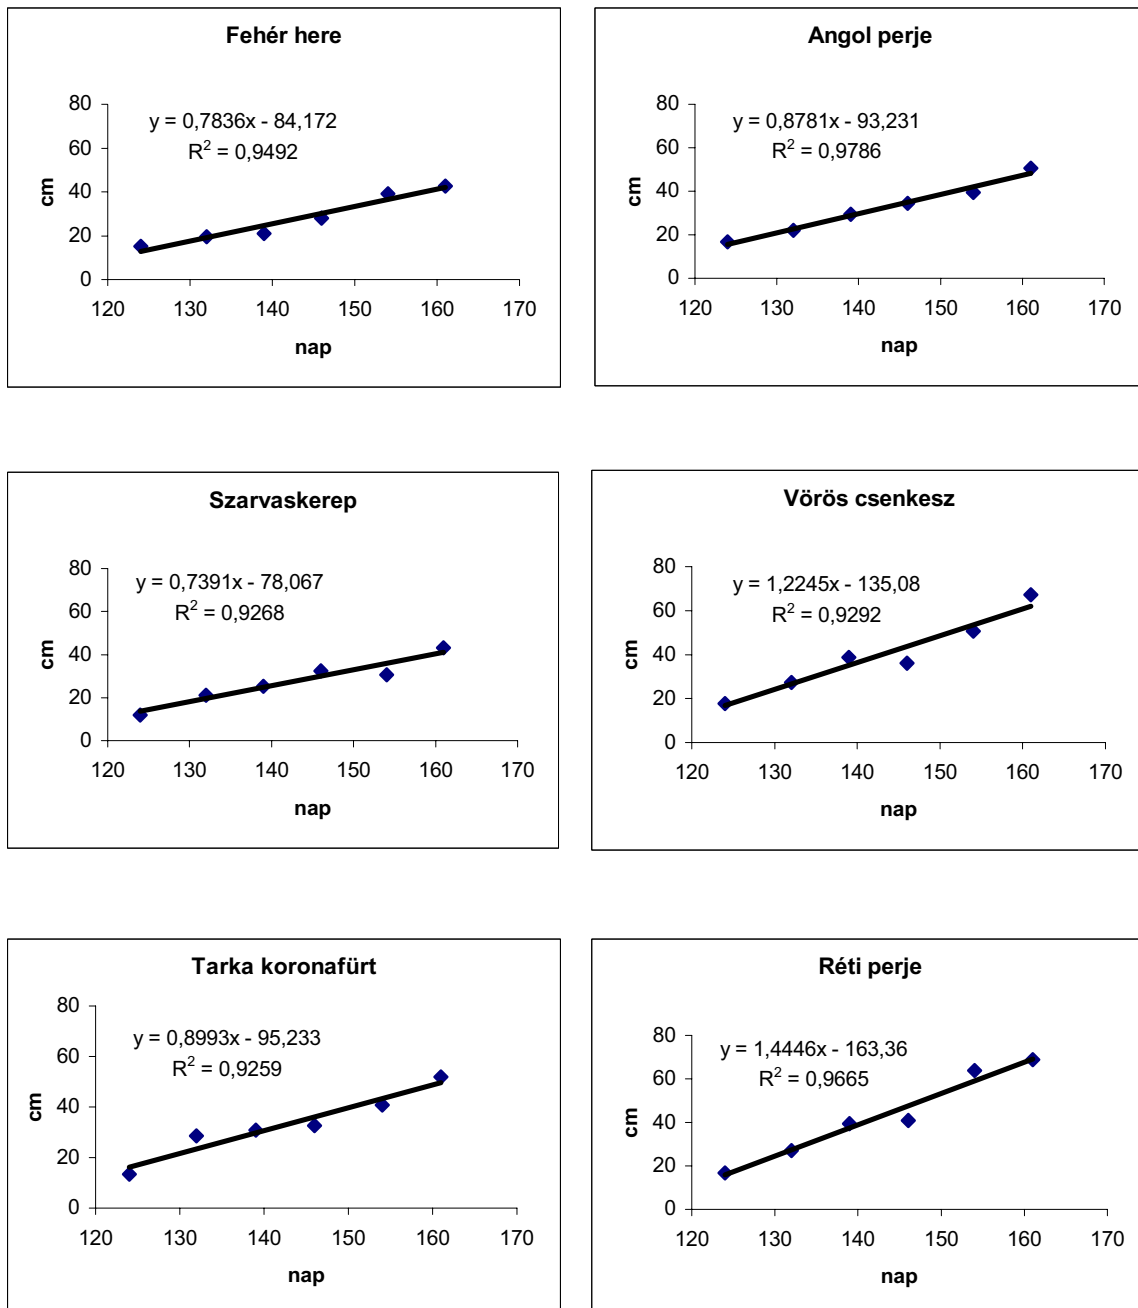 Fehér here
cm
80
60
40
20
0
y = 0,7836x - 84,172
R² = 0,9492
120 130 140 150 160 170
nap
Angol perje
cm
80
60
40
20
0
y = 0,8781x - 93,231
R² = 0,9786
120 130 140 150 160 170
nap
Szarvaskerep
cm
80
60
40
20
0
y = 0,7391x - 78,067
R² = 0,9268
120 130 140 150 160 170
nap
Vörös csenkesz
cm
80
60
40
20
0
y = 1,2245x - 135,08
R² = 0,9292
120 130 140 150 160 170
nap
Tarka koronafürt
cm
80
60
40
20
0
y = 0,8993x - 95,233
R² = 0,9259
120 130 140 150 160 170
nap
Réti perje
cm
80
60
40
20
0
y = 1,4446x - 163,36
R² = 0,9665
120 130 140 150 160 170
nap